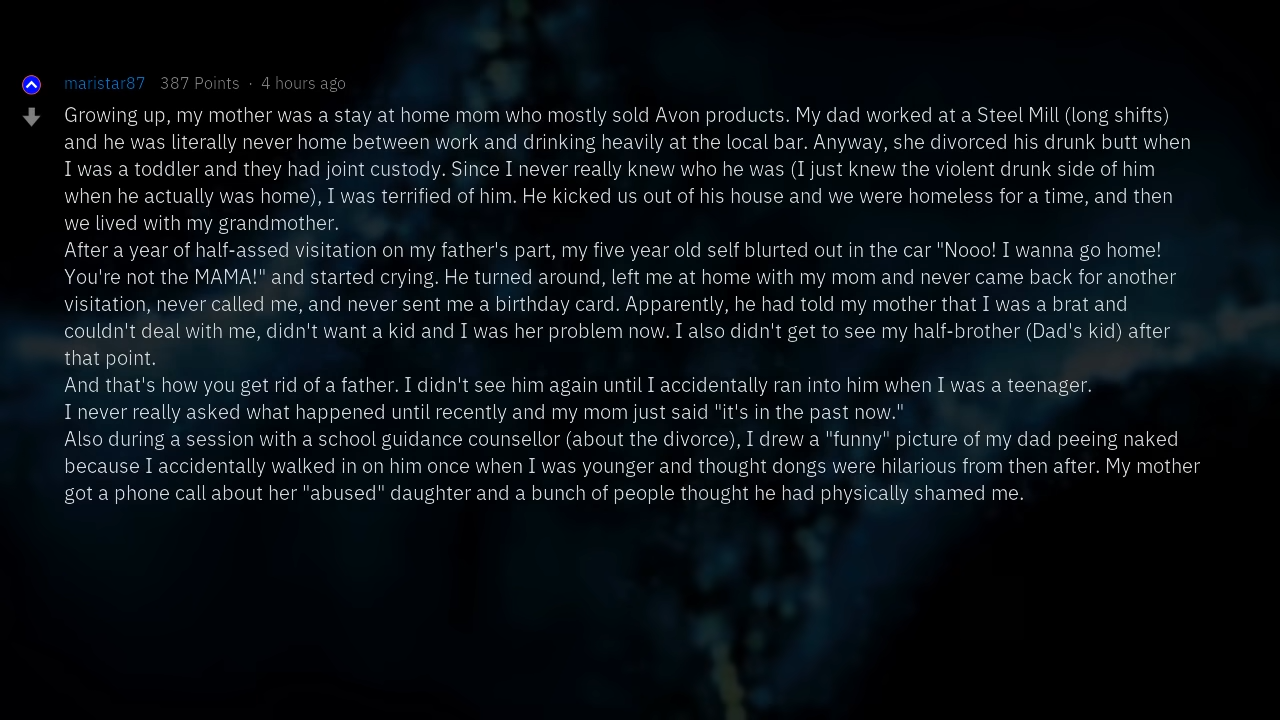 maristar87 387 Points · 4 hours ago
Growing up, my mother was a stay at home mom who mostly sold Avon products. My dad worked at a Steel Mill (long shifts)
and he was literally never home between work and drinking heavily at the local bar. Anyway, she divorced his drunk butt when
I was a toddler and they had joint custody. Since I never really knew who he was (I just knew the violent drunk side of him
when he actually was home), I was terrified of him. He kicked us out of his house and we were homeless for a time, and then
we lived with my grandmother.
After a year of half-assed visitation on my father's part, my five year old self blurted out in the car "Nooo! I wanna go home!
You're not the MAMA!" and started crying. He turned around, left me at home with my mom and never came back for another
visitation, never called me, and never sent me a birthday card. Apparently, he had told my mother that I was a brat and
couldn't deal with me, didn't want a kid and I was her problem now. I also didn't get to see my half-brother (Dad's kid) after
that point.
And that's how you get rid of a father. I didn't see him again until I accidentally ran into him when I was a teenager.
I never really asked what happened until recently and my mom just said "it's in the past now."
Also during a session with a school guidance counsellor (about the divorce), I drew a "funny" picture of my dad peeing naked
because I accidentally walked in on him once when I was younger and thought dongs were hilarious from then after. My mother
got a phone call about her "abused" daughter and a bunch of people thought he had physically shamed me.